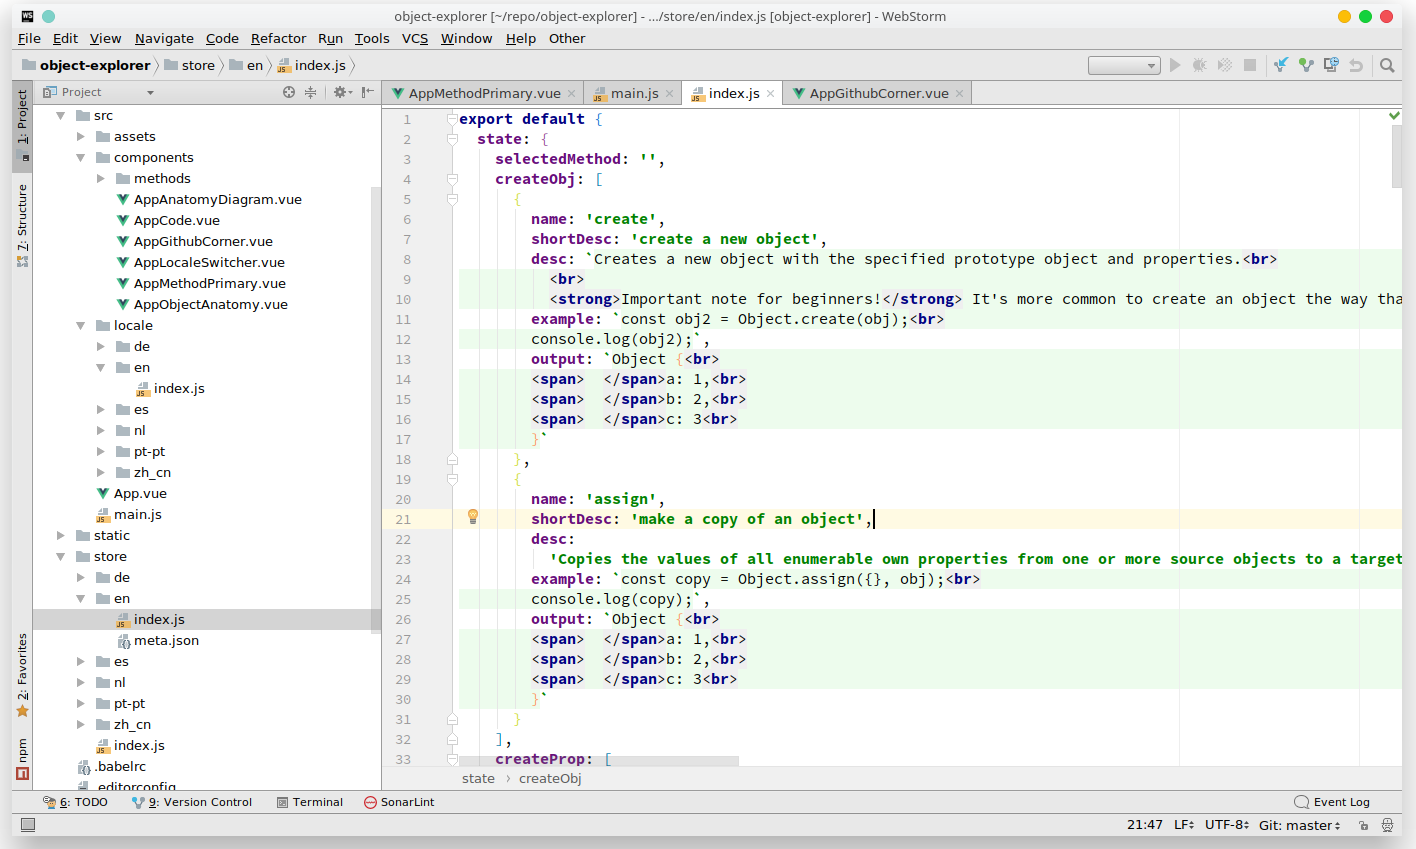 WS
object-explorer [~/repo/object-explorer] - .../store/en/index.js [object-explorer] - WebStorm
File Edit View Navigate Code Refactor Run Tools VCS Window Help Other
object-explorer store en index.js
1: Project
7: Structure
2: Favorites
npm
Project
src
assets
components
methods
AppAnatomyDiagram.vue
AppCode.vue
AppGithubCorner.vue
AppLocaleSwitcher.vue
AppMethodPrimary.vue
AppObjectAnatomy.vue
locale
de
en
index.js
es
nl
pt-pt
zh_cn
App.vue
main.js
static
store
de
en
index.js
meta.json
es
nl
pt-pt
zh_cn
index.js
.babelrc
.editorconfig
AppMethodPrimary.vue main.js index.js AppGithubCorner.vue
1 export default {
2 state: {
3 selectedMethod: '',
4 createObj: [
5 {
6 name: 'create',
7 shortDesc: 'create a new object',
8 desc: `Creates a new object with the specified prototype object and properties.<br>
9 <br>
10 <strong>Important note for beginners!</strong> It's more common to create an object the way tha
11 example: `const obj2 = Object.create(obj);<br>
12 console.log(obj2);`,
13 output: `Object {<br>
14 <span>  </span>a: 1,<br>
15 <span>  </span>b: 2,<br>
16 <span>  </span>c: 3<br>
17 }`
18 },
19 {
20 name: 'assign',
21 shortDesc: 'make a copy of an object',
22 desc:
23 'Copies the values of all enumerable own properties from one or more source objects to a target
24 example: `const copy = Object.assign({}, obj);<br>
25 console.log(copy);`,
26 output: `Object {<br>
27 <span>  </span>a: 1,<br>
28 <span>  </span>b: 2,<br>
29 <span>  </span>c: 3<br>
30 }`
31 }
32 ],
33 createProp: [
state › createObj
6: TODO 9: Version Control Terminal SonarLint Event Log
21:47 LF UTF-8 Git: master